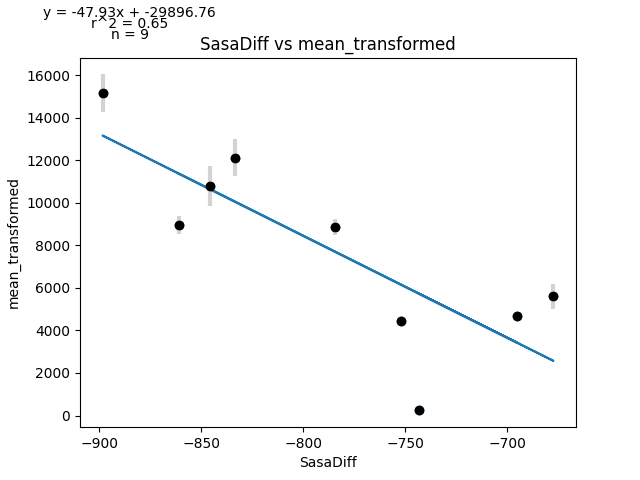 y = -47.93x + -29896.76
r^2 = 0.65
n = 9
SasaDiff vs mean_transformed
16000
14000
12000
10000
8000
6000
4000
2000
0
mean_transformed
−900
−850
−800
−750
−700
SasaDiff